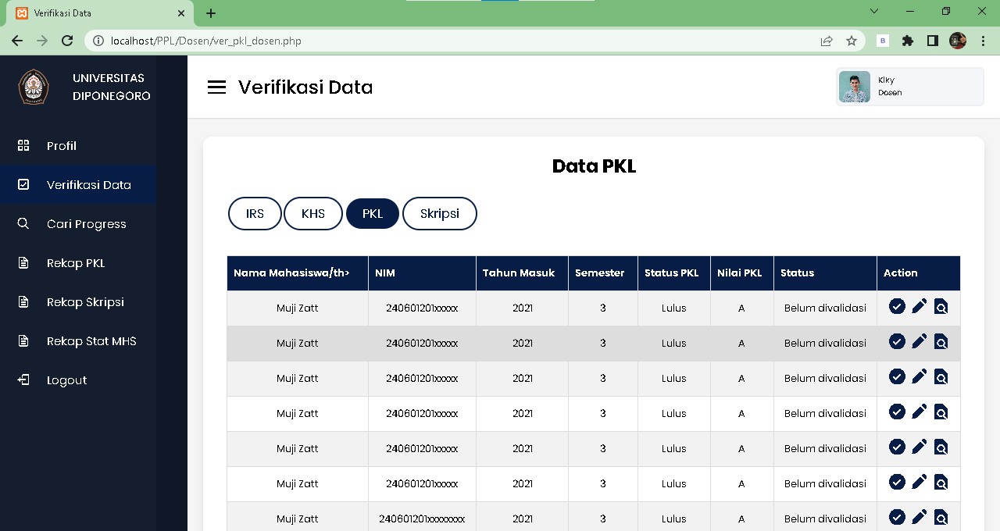 Verifikasi Data
localhost/PPL/Dosen/ver_pkl_dosen.php
B
UNIVERSITAS
DIPONEGORO
Profil
Verifikasi Data
Cari Progress
Rekap PKL
Rekap Skripsi
Rekap Stat MHS
Logout
Verifikasi Data
Kiky
Dosen
Data PKL
IRS KHS PKL Skripsi
Nama Mahasiswa/th> NIM Tahun Masuk Semester Status PKL Nilai PKL Status Action
Muji Zatt 240601201xxxxx 2021 3 Lulus A Belum divalidasi
Muji Zatt 240601201xxxxx 2021 3 Lulus A Belum divalidasi
Muji Zatt 240601201xxxxx 2021 3 Lulus A Belum divalidasi
Muji Zatt 240601201xxxxx 2021 3 Lulus A Belum divalidasi
Muji Zatt 240601201xxxxx 2021 3 Lulus A Belum divalidasi
Muji Zatt 240601201xxxxx 2021 3 Lulus A Belum divalidasi
Muji Zatt 240601201xxxxxxxx 2021 3 Lulus A Belum divalidasi